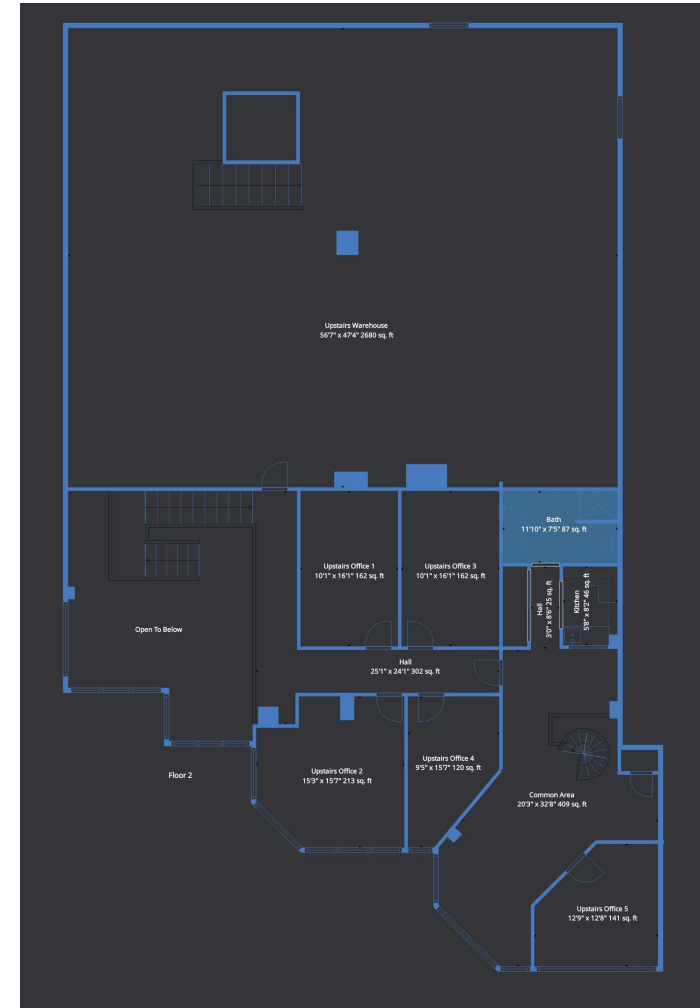 Upstairs Warehouse
56'7" x 47'4" 2680 sq. ft
Bath
11'10" x 7'5" 87 sq. ft
Upstairs Office 1
10'1" x 16'1" 162 sq. ft
Upstairs Office 3
10'1" x 16'1" 162 sq. ft
Hall
3'0" x 8'6" 25 sq. ft
Kitchen
5'8" x 8'2" 46 sq. ft
Open To Below
Hall
25'1" x 24'1" 302 sq. ft
Floor 2
Upstairs Office 2
15'3" x 15'7" 213 sq. ft
Upstairs Office 4
9'5" x 15'7" 120 sq. ft
Common Area
20'3" x 32'8" 409 sq. ft
Upstairs Office 5
12'9" x 12'8" 141 sq. ft